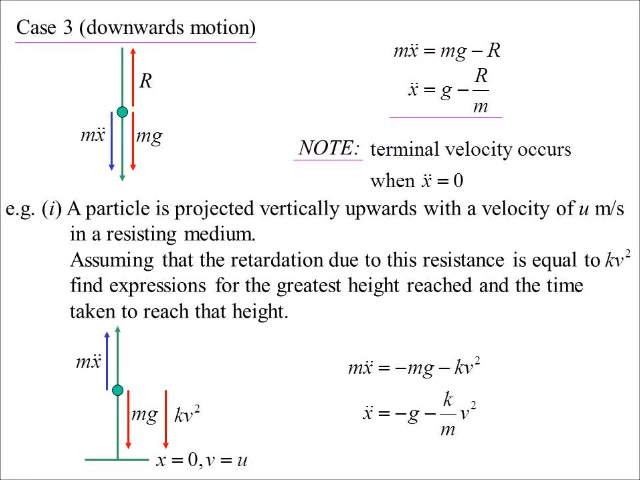 Case 3 (downwards motion)
R
mẍ
mg
mẍ = mg − R
ẍ = g − R/m
NOTE: terminal velocity occurs
when ẍ = 0
e.g. (i) A particle is projected vertically upwards with a velocity of u m/s
in a resisting medium.
Assuming that the retardation due to this resistance is equal to kv²
find expressions for the greatest height reached and the time
taken to reach that height.
mẍ
mg
kv²
x = 0, v = u
mẍ = −mg − kv²
ẍ = −g − k/m v²